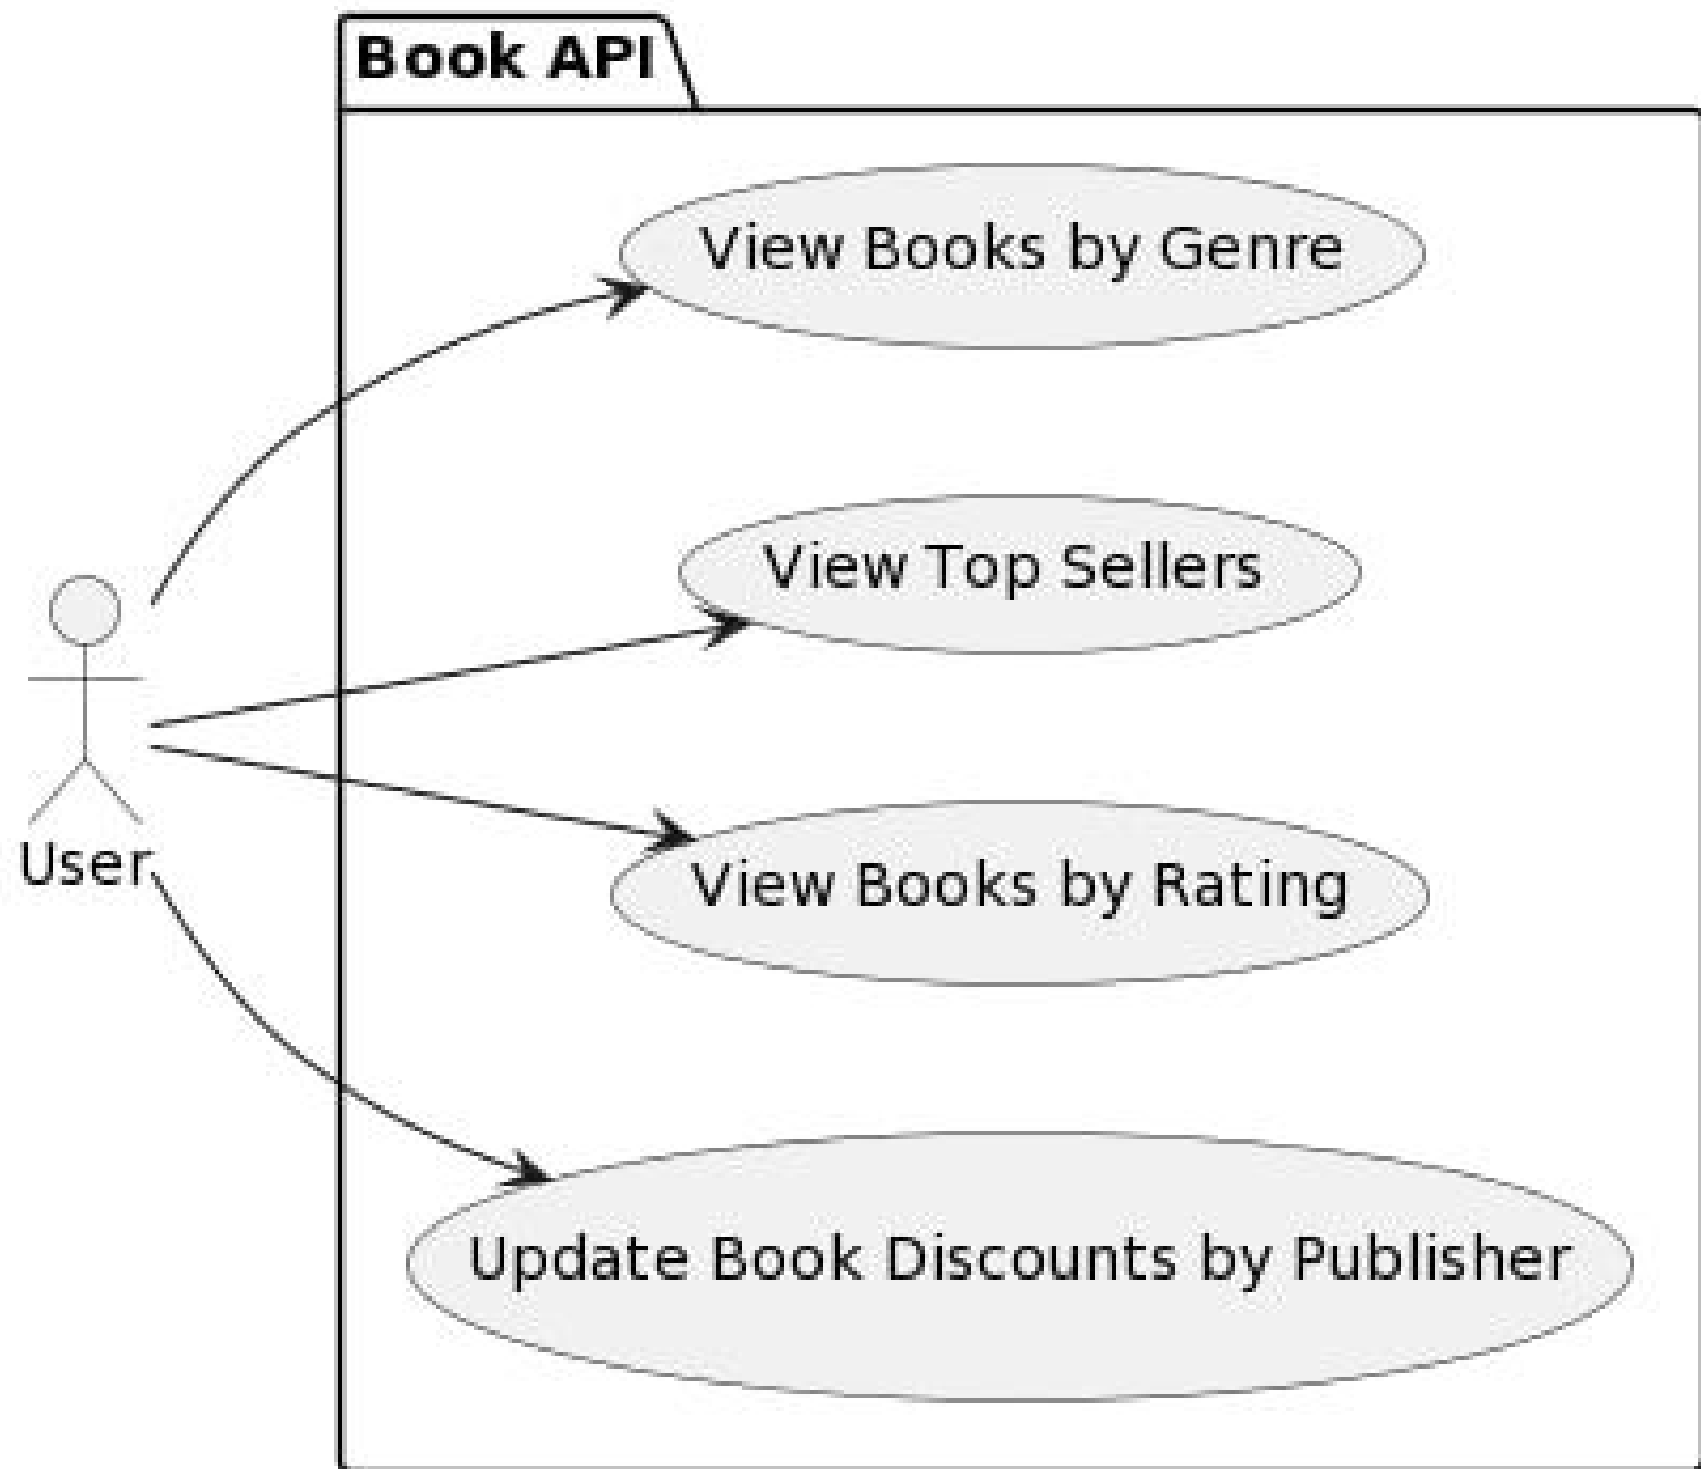 Book API
View Books by Genre
View Top Sellers
View Books by Rating
User
Update Book Discounts by Publisher